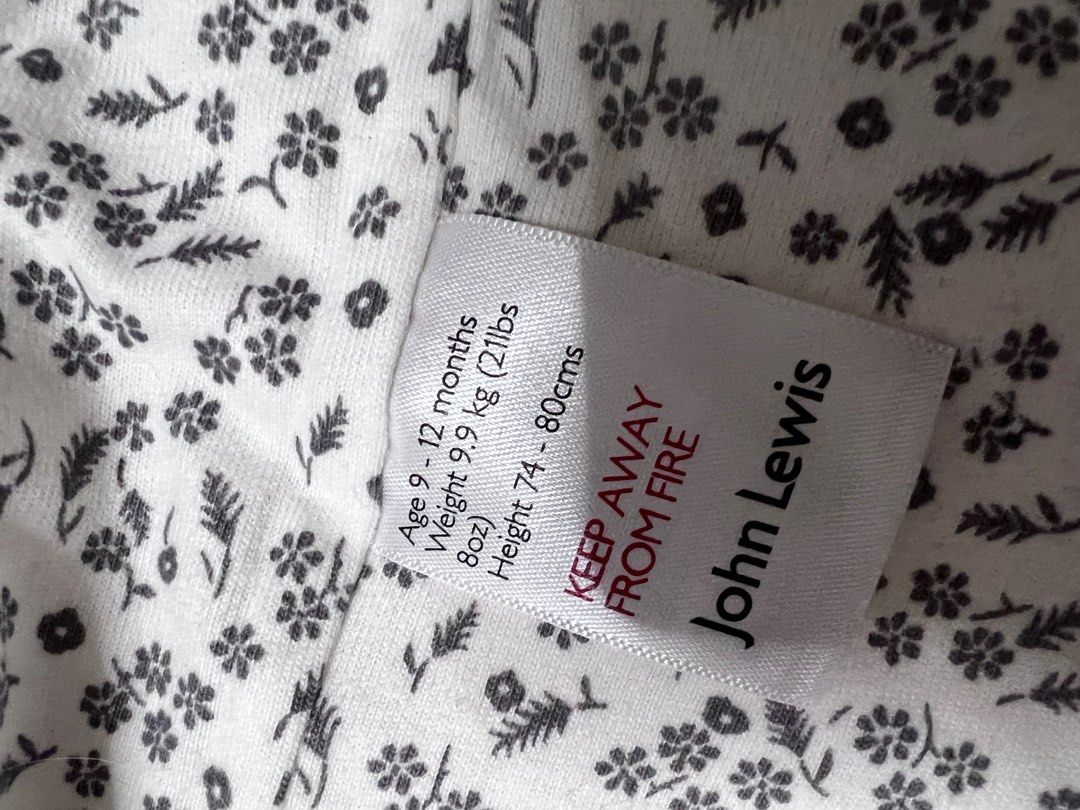 Age 9 - 12 months
Weight 9.9 kg (21lbs
8oz)
Height 74 - 80cms
KEEP AWAY
FROM FIRE
John Lewis